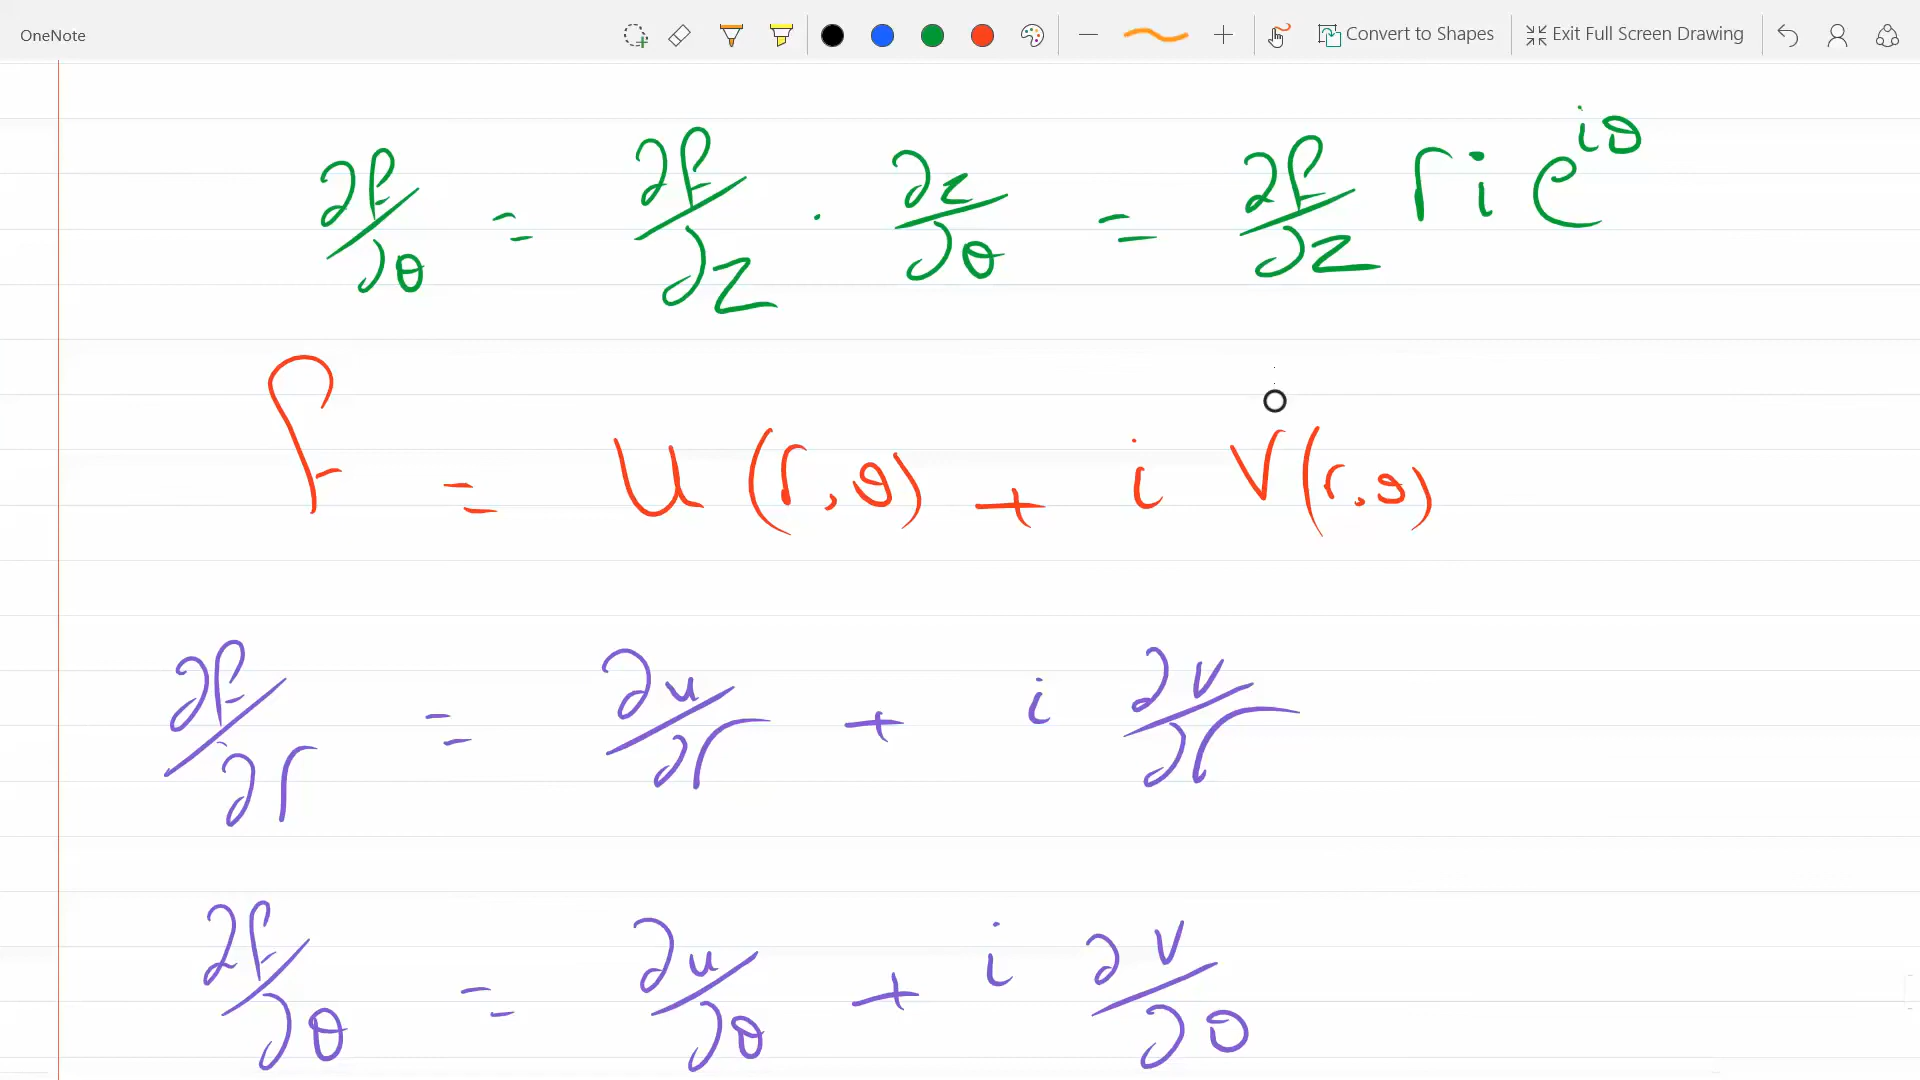 OneNote Convert to Shapes Exit Full Screen Drawing
∂f/∂θ = ∂f/∂z · ∂z/∂θ = ∂f/∂z r i e^{iθ}
f = u(r,θ) + i v(r,θ)
∂f/∂r = ∂u/∂r + i ∂v/∂r
∂f/∂θ = ∂u/∂θ + i ∂v/∂θ